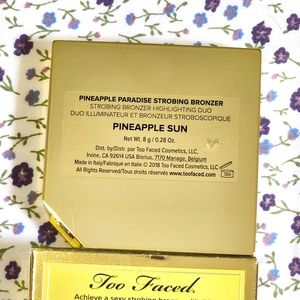 PINEAPPLE PARADISE STROBING BRONZER
STROBING BRONZER HIGHLIGHTING DUO
DUO ILLUMINATEUR ET BRONZEUR STROBOSCOPIQUE
PINEAPPLE SUN
Net Wt. 8 g/0.28 Oz.
Dist. by/Distr. par Too Faced Cosmetics, LLC,
Irvine, CA 92614 USA Biorius, 7170 Manage, Belgium
Made in Italy/Fabriqué en Italie © 2018 Too Faced Cosmetics, LLC
All Rights Reserved/Tous droits réservés www.toofaced.com
12M
Too Faced.
Achieve a sexy strobing